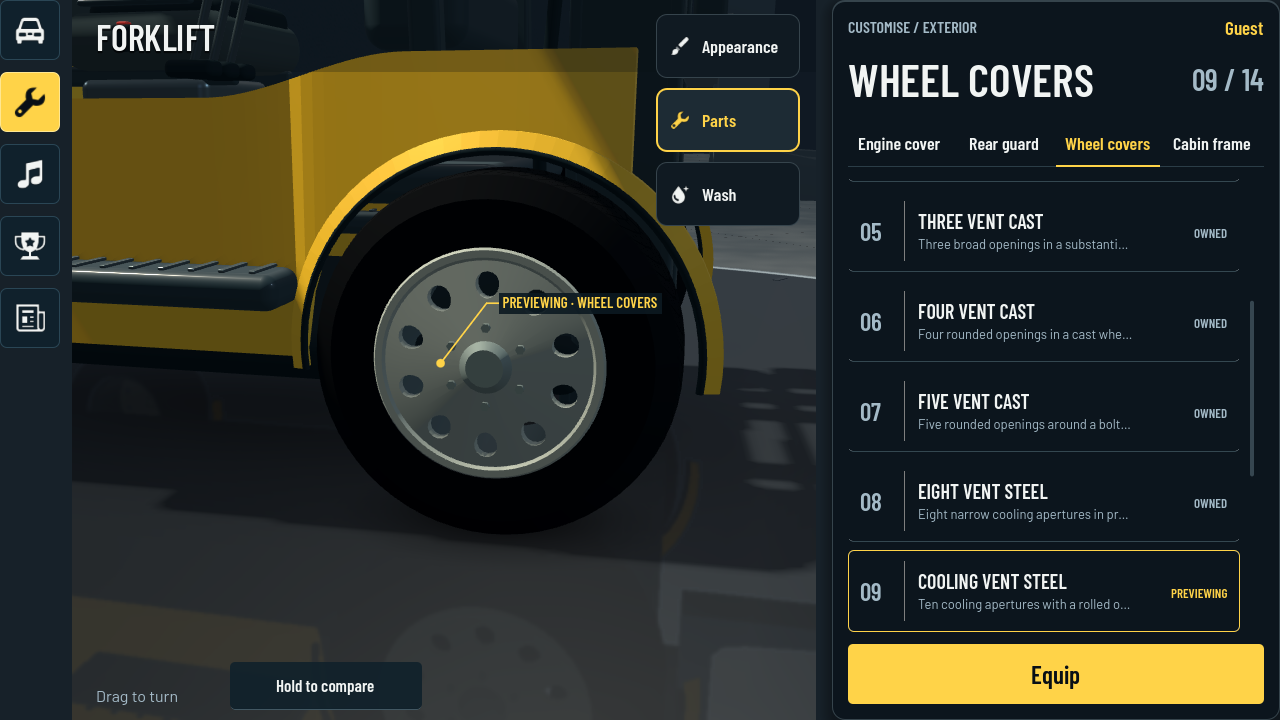 FORKLIFT
Appearance
Parts
Wash
PREVIEWING · WHEEL COVERS
Drag to turn
Hold to compare
CUSTOMISE / EXTERIOR
Guest
WHEEL COVERS
09 / 14
Engine cover
Rear guard
Wheel covers
Cabin frame
05
THREE VENT CAST
Three broad openings in a substanti...
OWNED
06
FOUR VENT CAST
Four rounded openings in a cast whe...
OWNED
07
FIVE VENT CAST
Five rounded openings around a bolt...
OWNED
08
EIGHT VENT STEEL
Eight narrow cooling apertures in pr...
OWNED
09
COOLING VENT STEEL
Ten cooling apertures with a rolled o...
PREVIEWING
Equip